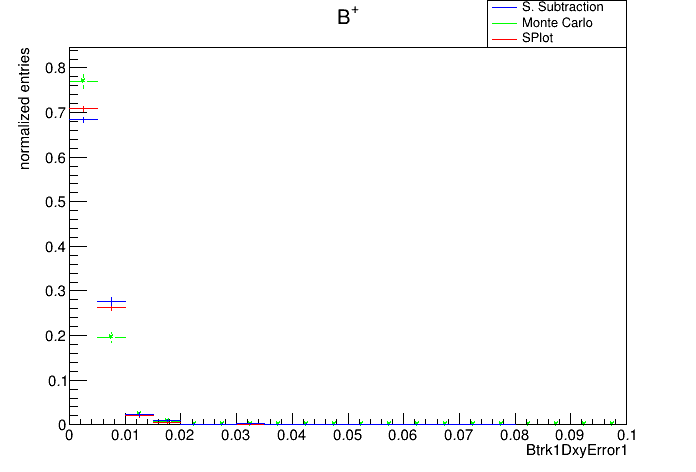 B+
S. Subtraction
Monte Carlo
SPlot
normalized entries
0.8
0.7
0.6
0.5
0.4
0.3
0.2
0.1
0
0 0.01 0.02 0.03 0.04 0.05 0.06 0.07 0.08 0.09 0.1
Btrk1DxyError1